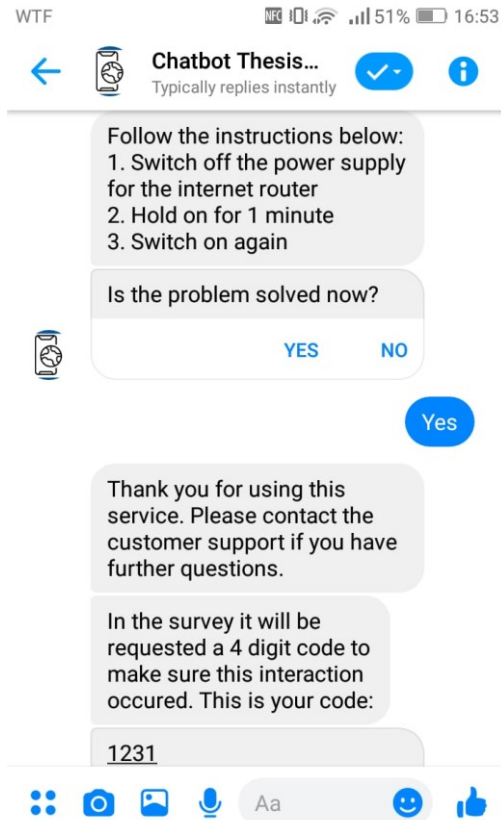 WTF NFC 51% 16:53
Chatbot Thesis...
Typically replies instantly
Follow the instructions below:
1. Switch off the power supply
for the internet router
2. Hold on for 1 minute
3. Switch on again
Is the problem solved now?
YES NO
Yes
Thank you for using this
service. Please contact the
customer support if you have
further questions.
In the survey it will be
requested a 4 digit code to
make sure this interaction
occured. This is your code:
1231
Aa